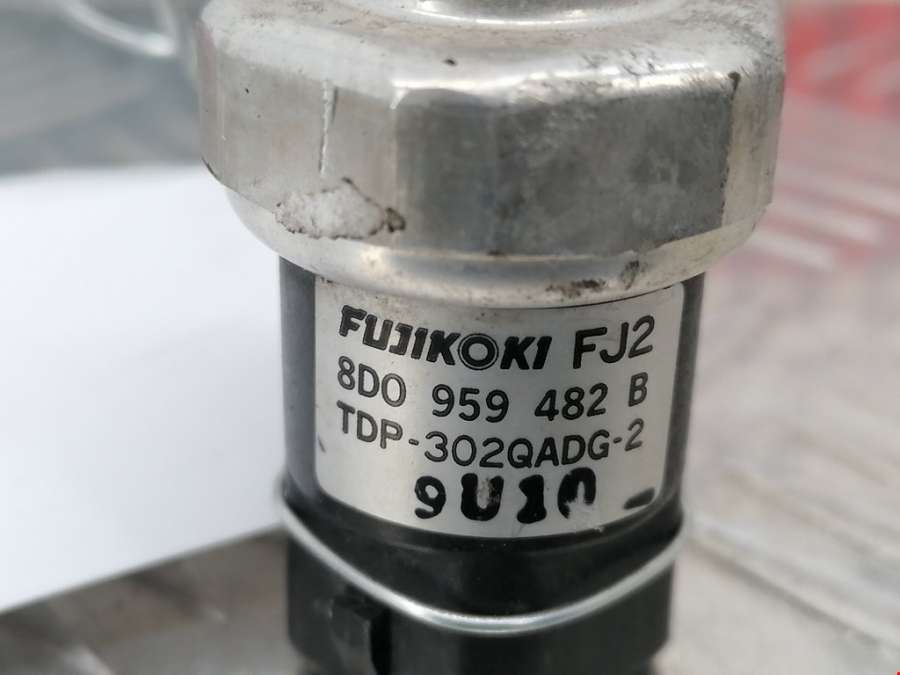 FUJIKOKI FJ2
8D0 959 482 B
TDP-302QADG-2
9U10 -